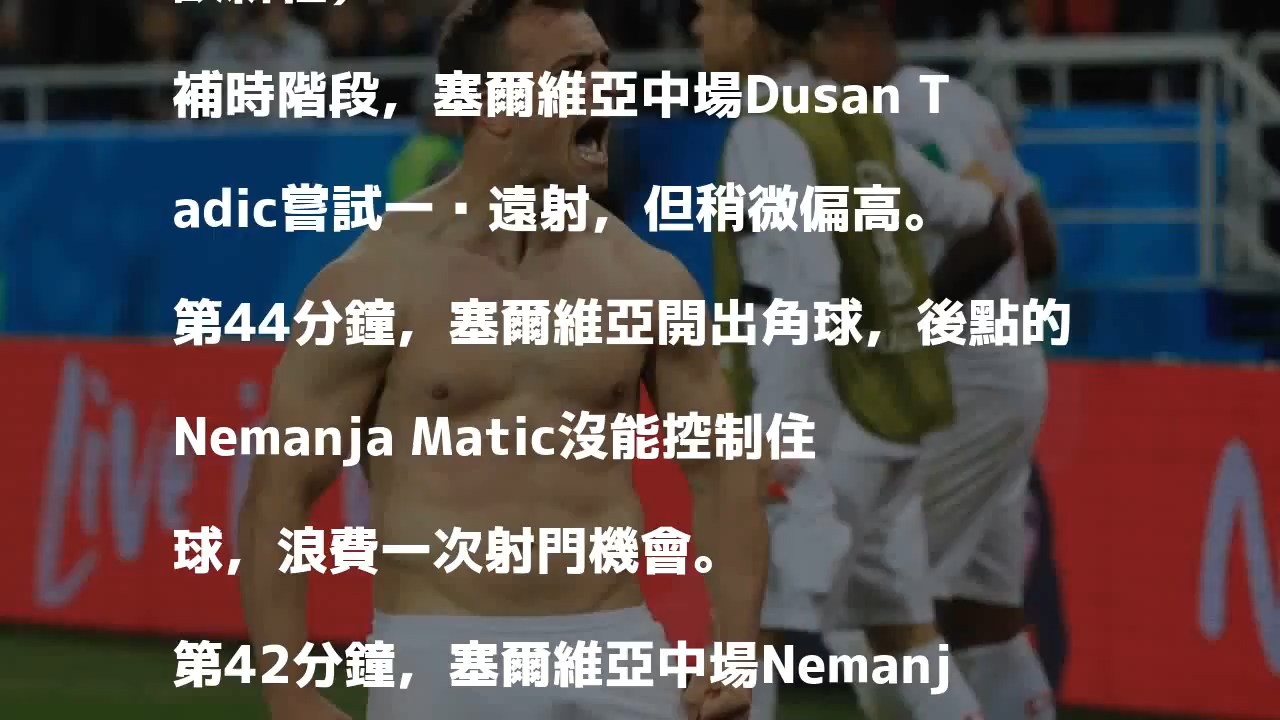 補時階段，塞爾維亞中場Dusan T
adic嘗試一·遠射，但稍微偏高。
第44分鐘，塞爾維亞開出角球，後點的
Nemanja Matic沒能控制住
球，浪費一次射門機會。
第42分鐘，塞爾維亞中場Nemanj
Live